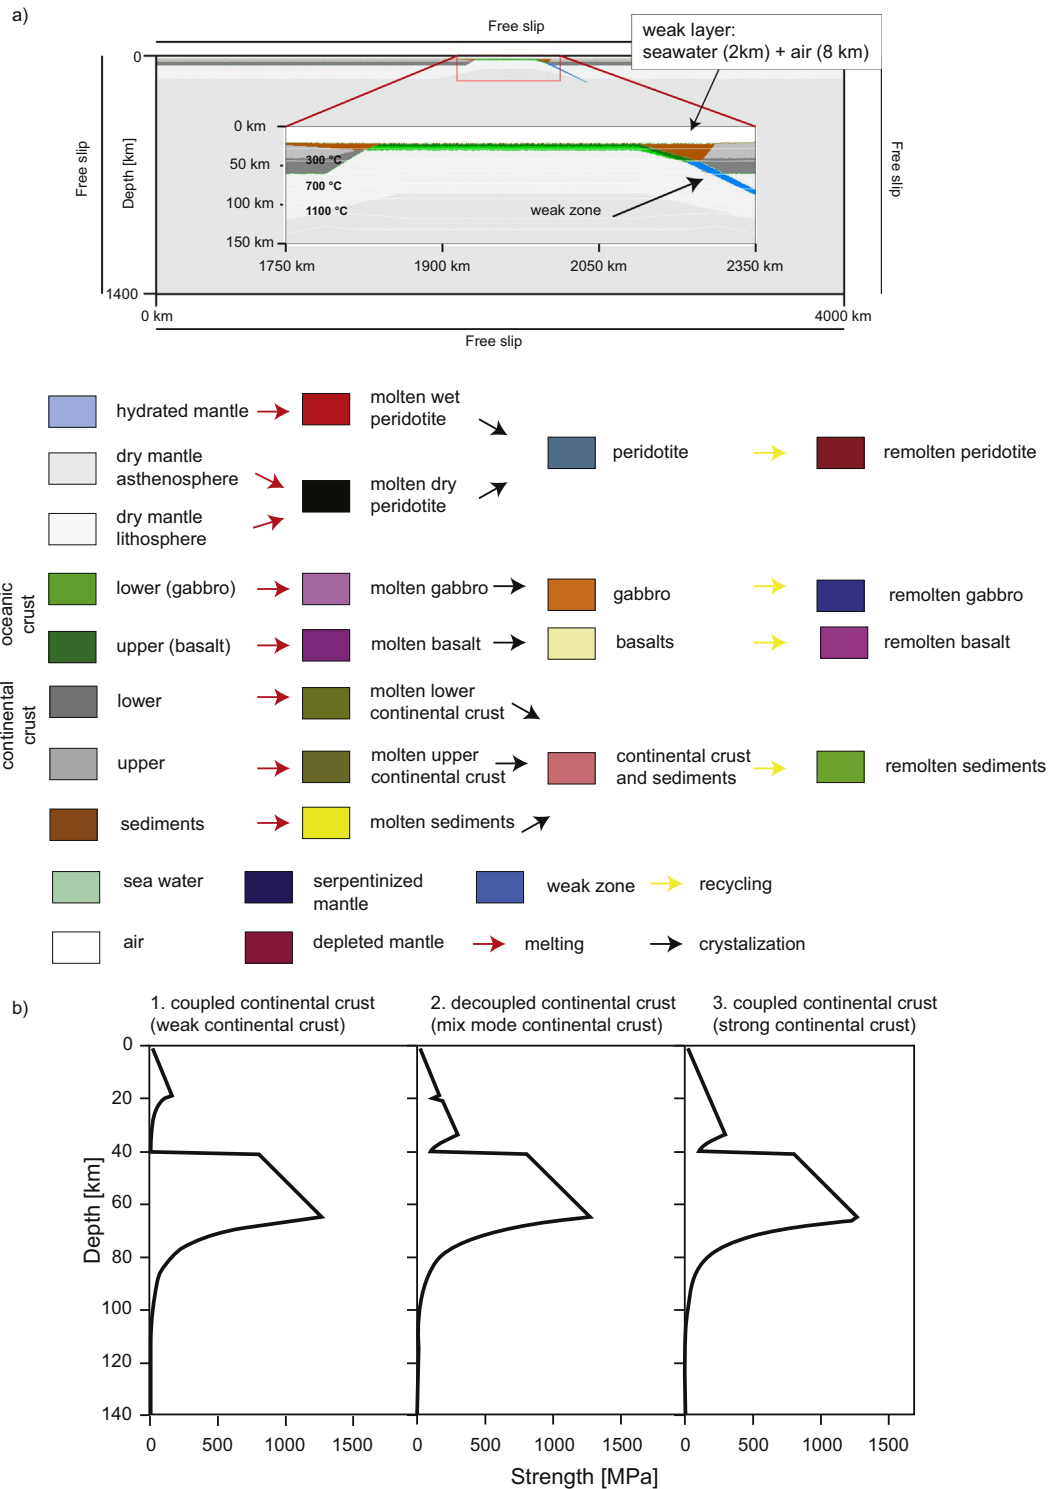 a)
Free slip
weak layer:
seawater (2km) + air (8 km)
0
Free slip
Depth [km]
Free slip
0 km
50 km
100 km
150 km
300 °C
700 °C
1100 °C
weak zone
1750 km
1900 km
2050 km
2350 km
1400
0 km
4000 km
Free slip
hydrated mantle
molten wet
peridotite
peridotite
remolten peridotite
dry mantle
asthenosphere
molten dry
peridotite
dry mantle
lithosphere
oceanic
crust
lower (gabbro)
molten gabbro
gabbro
remolten gabbro
upper (basalt)
molten basalt
basalts
remolten basalt
continental
crust
lower
molten lower
continental crust
upper
molten upper
continental crust
continental crust
and sediments
remolten sediments
sediments
molten sediments
sea water
serpentinized
mantle
weak zone
recycling
air
depleted mantle
melting
crystalization
b)
1. coupled continental crust
(weak continental crust)
2. decoupled continental crust
(mix mode continental crust)
3. coupled continental crust
(strong continental crust)
Depth [km]
0
20
40
60
80
100
120
140
0
500
1000
1500
0
500
1000
1500
0
500
1000
1500
Strength [MPa]